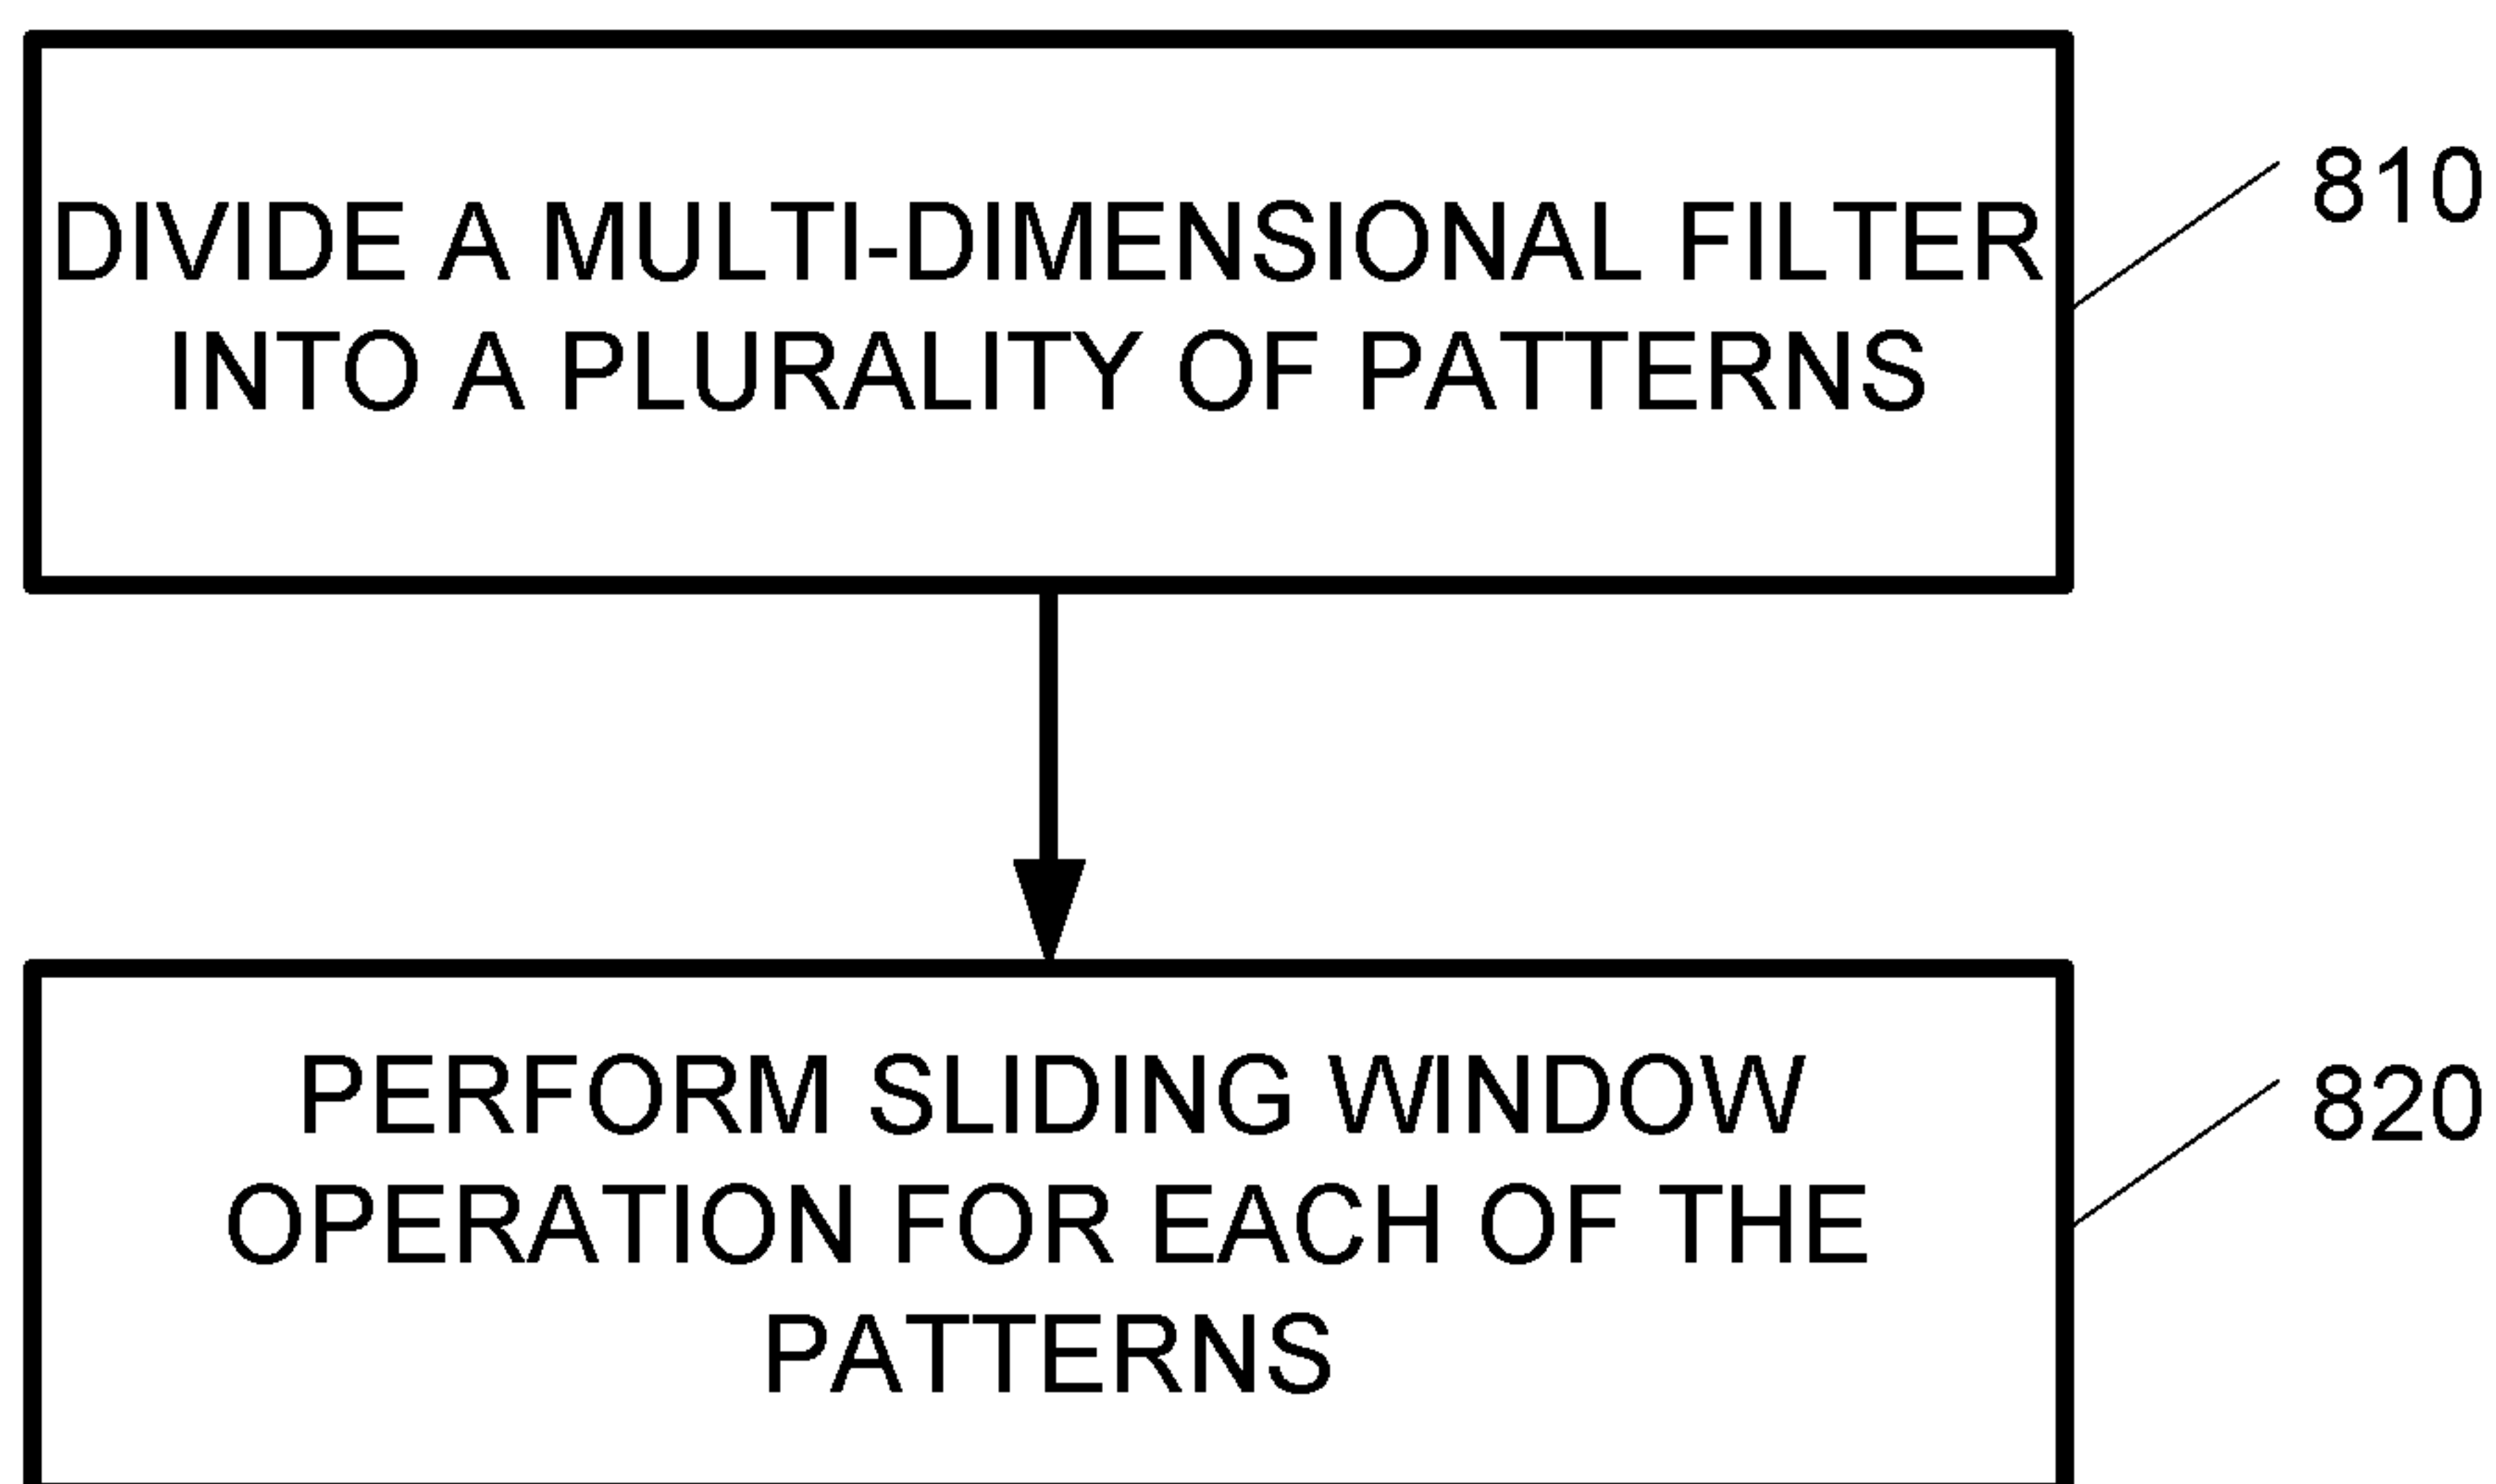 DIVIDE A MULTI-DIMENSIONAL FILTER
INTO A PLURALITY OF PATTERNS
810
PERFORM SLIDING WINDOW
OPERATION FOR EACH OF THE
PATTERNS
820